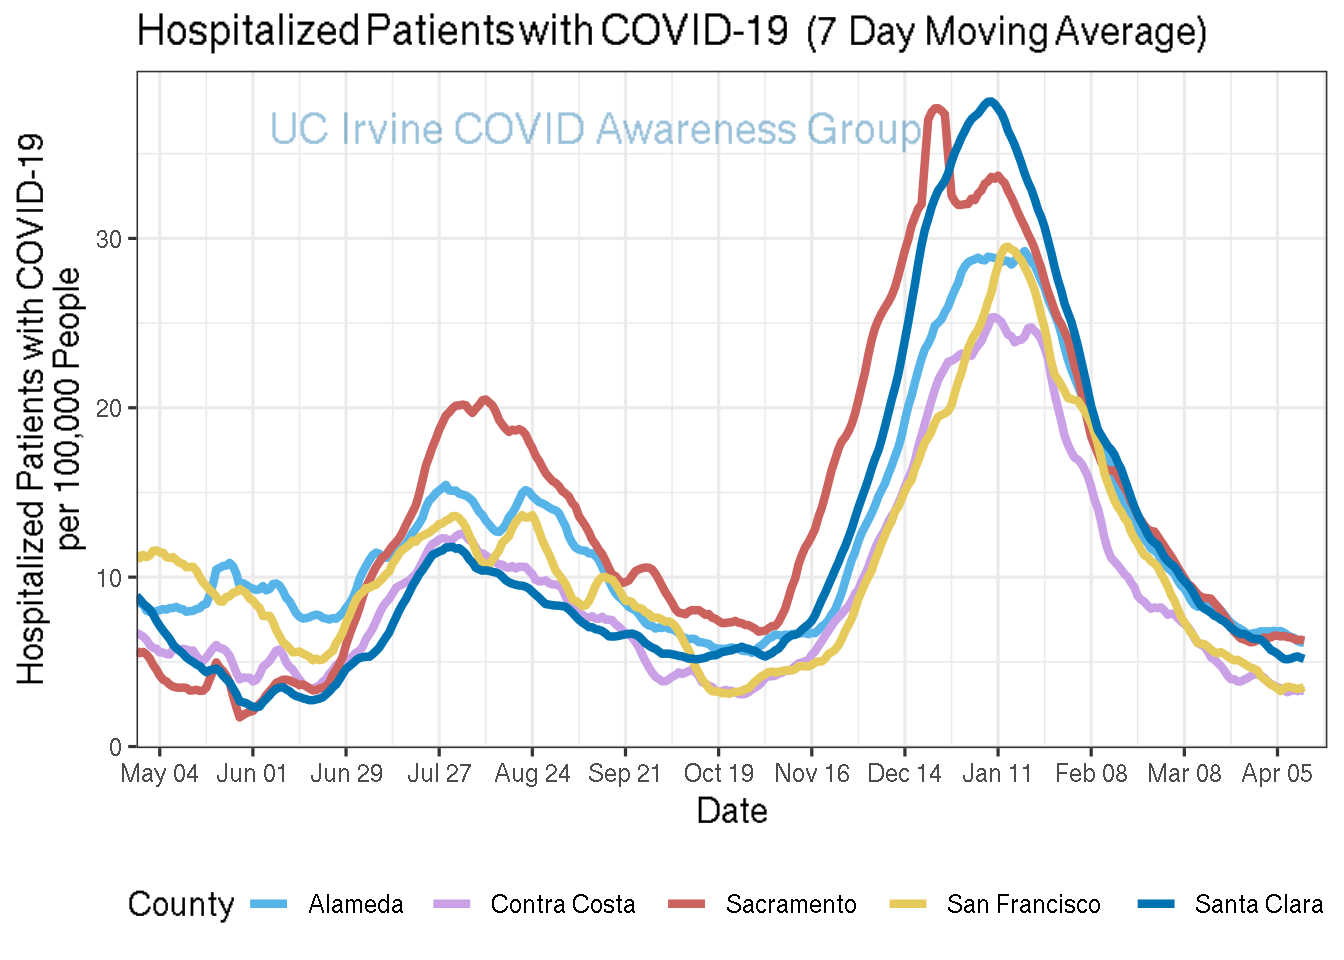 Hospitalized Patients with COVID-19 (7 Day Moving Average)
UC Irvine COVID Awareness Group
Hospitalized Patients with COVID-19
per 100,000 People
30
20
10
0
May 04 Jun 01 Jun 29 Jul 27 Aug 24 Sep 21 Oct 19 Nov 16 Dec 14 Jan 11 Feb 08 Mar 08 Apr 05
Date
County Alameda Contra Costa Sacramento San Francisco Santa Clara